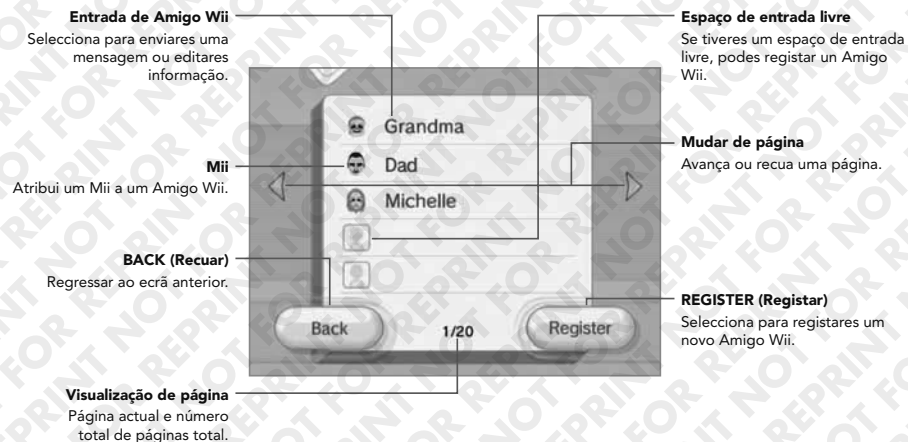 Entrada de Amigo Wii
Selecciona para enviares uma
mensagem ou editares
informação.
Mii
Atribui um Mii a um Amigo Wii.
BACK (Recuar)
Regressar ao ecrã anterior.
Visualização de página
Página actual e número
total de páginas total.
Grandma
Dad
Michelle
Back
1/20
Register
Espaço de entrada livre
Se tiveres um espaço de entrada
livre, podes registar un Amigo
Wii.
Mudar de página
Avança ou recua uma página.
REGISTER (Registar)
Selecciona para registares um
novo Amigo Wii.
NOT FOR REPRINT